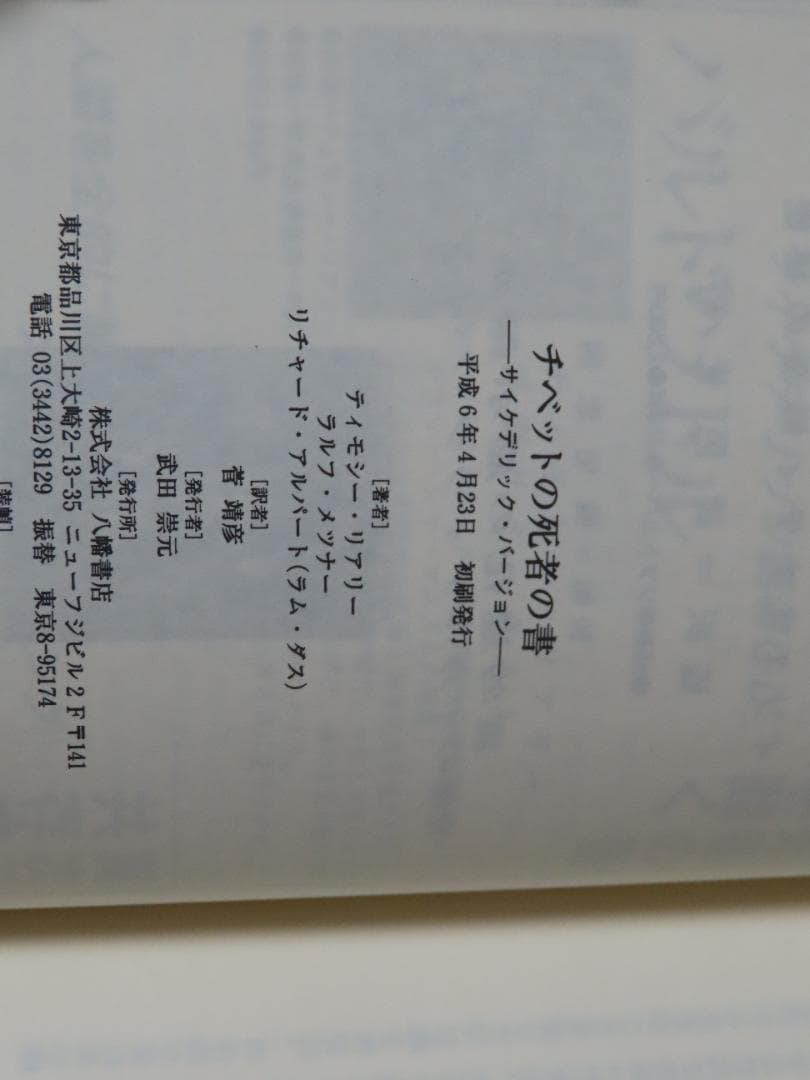 チベットの死者の書
——サイケデリック・バージョン——
平成6年4月23日 初刷発行
[著者]
ティモシー・リアリー
ラルフ・メツナー
リチャード・アルパート(ラム・ダス)
[訳者]
菅 靖彦
[発行者]
武田 崇元
[発行所]
株式会社 八幡書店
東京都品川区上大崎2-13-35 ニューフジビル2F〒141
電話 03(3442)8129 振替 東京8-95174
[装幀]